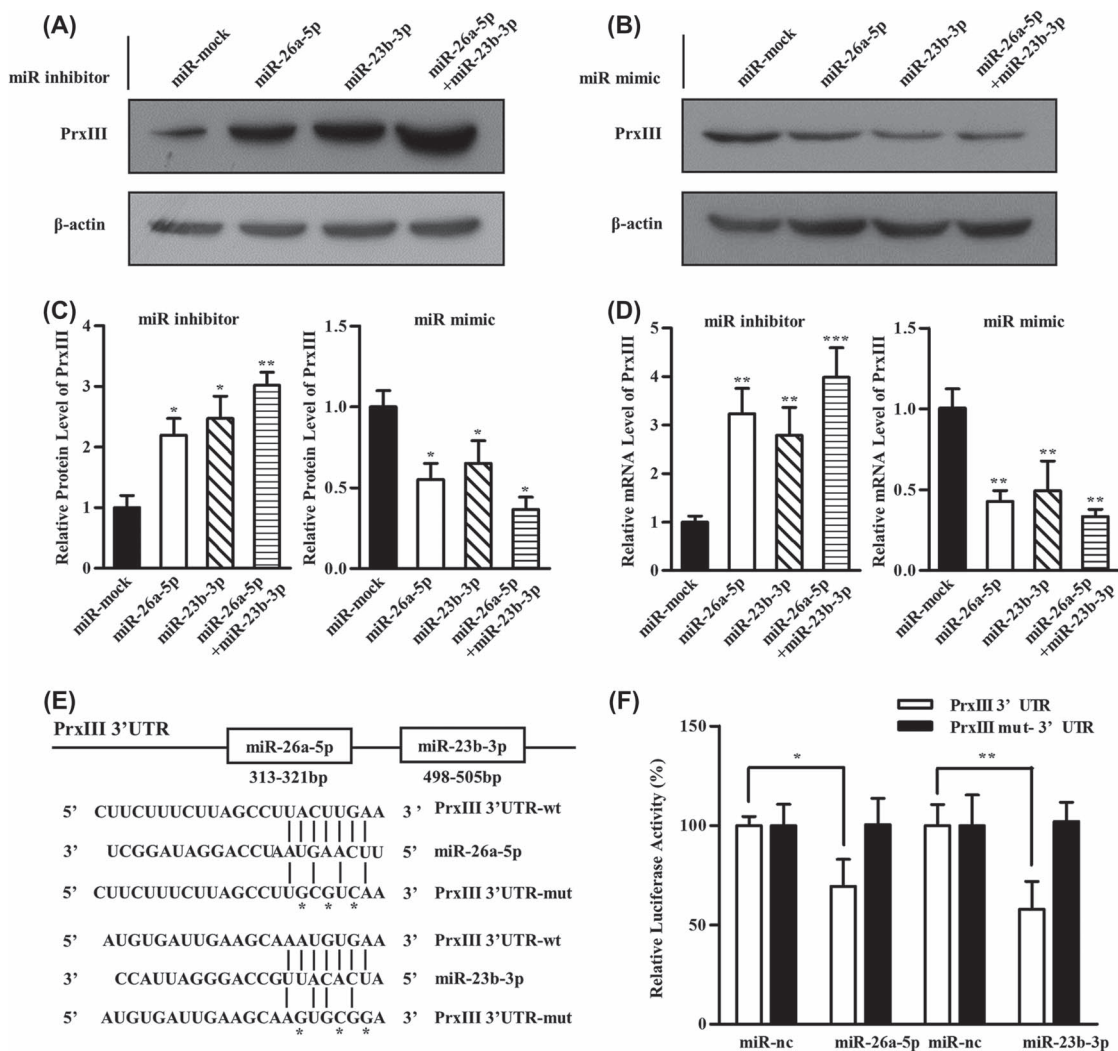 (A)
miR inhibitor
miR-mock
miR-26a-5p
miR-23b-3p
miR-26a-5p
+miR-23b-3p
PrxIII
β-actin
(B)
miR mimic
miR-mock
miR-26a-5p
miR-23b-3p
miR-26a-5p
+miR-23b-3p
PrxIII
β-actin
(C)
miR inhibitor
Relative Protein Level of PrxIII
4
3
2
1
0
*
*
**
miR-mock
miR-26a-5p
miR-23b-3p
miR-26a-5p
+miR-23b-3p
miR mimic
Relative Protein Level of PrxIII
1.5
1.0
0.5
0.0
*
*
*
miR-mock
miR-26a-5p
miR-23b-3p
miR-26a-5p
+miR-23b-3p
(D)
miR inhibitor
Relative mRNA Level of PrxIII
5
4
3
2
1
0
**
**
***
miR-mock
miR-26a-5p
miR-23b-3p
miR-26a-5p
+miR-23b-3p
miR mimic
Relative mRNA Level of PrxIII
1.5
1.0
0.5
0.0
**
**
**
miR-mock
miR-26a-5p
miR-23b-3p
miR-26a-5p
+miR-23b-3p
(E)
PrxIII 3’UTR
miR-26a-5p miR-23b-3p
313-321bp 498-505bp
5’ CUUCUUUCUUAGCCUUACUUGAA 3’ PrxIII 3’UTR-wt
3’ UCGGAUAGGACCUAAUGAACUU 5’ miR-26a-5p
5’ CUUCUUUCUUAGCCUUGCGUCAA 3’ PrxIII 3’UTR-mut
* * *
5’ AUGUGAUUGAAGCAAAUGUGAA 3’ PrxIII 3’UTR-wt
3’ CCAUUAGGGACCGUUACACUA 5’ miR-23b-3p
5’ AUGUGAUUGAAGCAAGUGCGGA 3’ PrxIII 3’UTR-mut
* * *
(F)
PrxIII 3’ UTR
PrxIII mut- 3’ UTR
Relative Luciferase Activity (%)
150
100
50
0
*
**
miR-nc miR-26a-5p miR-nc miR-23b-3p